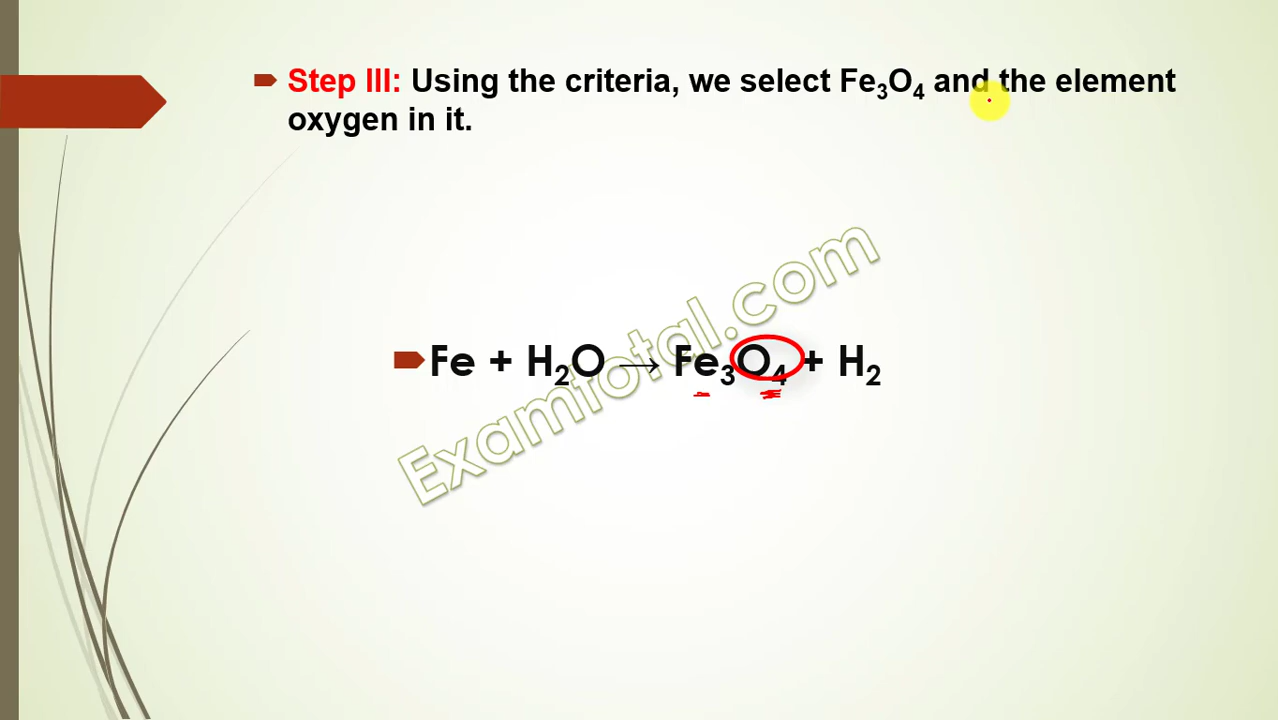 Step III: Using the criteria, we select Fe₃O₄ and the element
oxygen in it.
Fe + H₂O → Fe₃O₄ + H₂
Examtotal.com